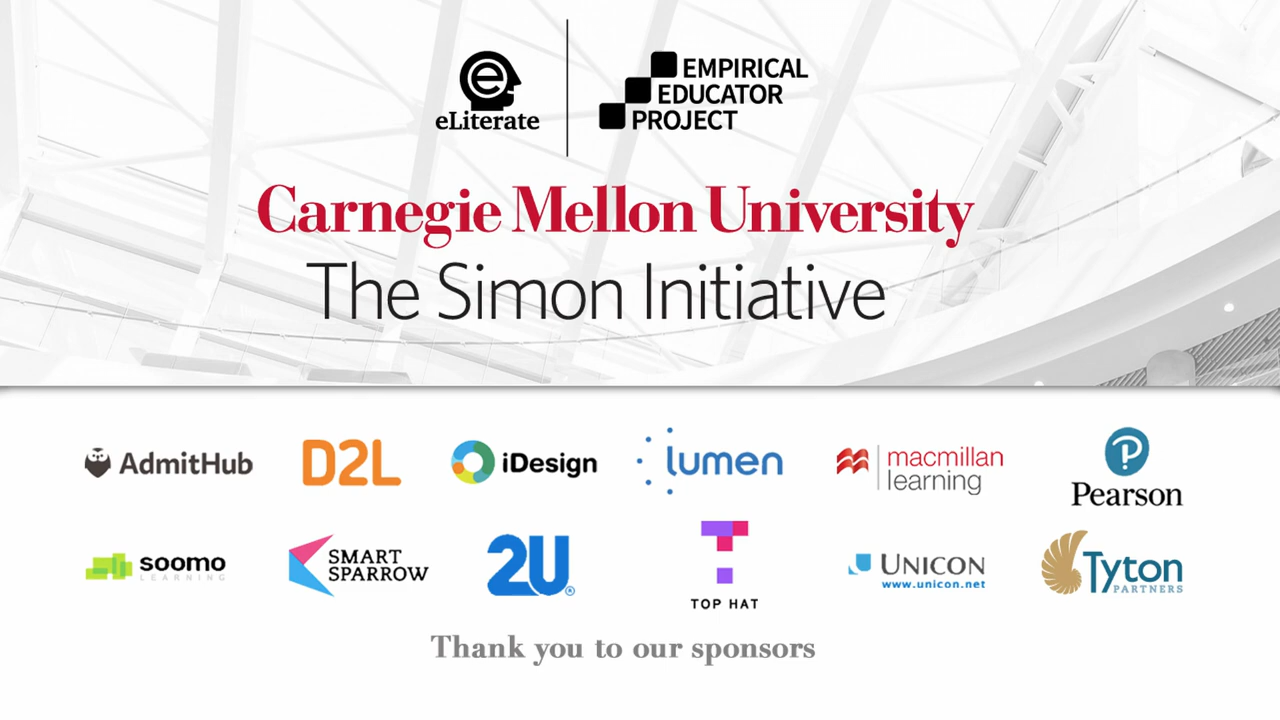 eLiterate
EMPIRICAL
EDUCATOR
PROJECT
Carnegie Mellon University
The Simon Initiative
AdmitHub
D2L
iDesign
lumen
macmillan
learning
Pearson
soomo
LEARNING
SMART
SPARROW
2U®
TOP HAT
UNICON
www.unicon.net
Tyton
PARTNERS
Thank you to our sponsors